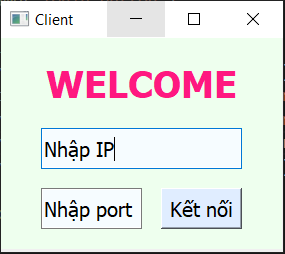 Client
WELCOME
Nhập IP
Nhập port Kết nối